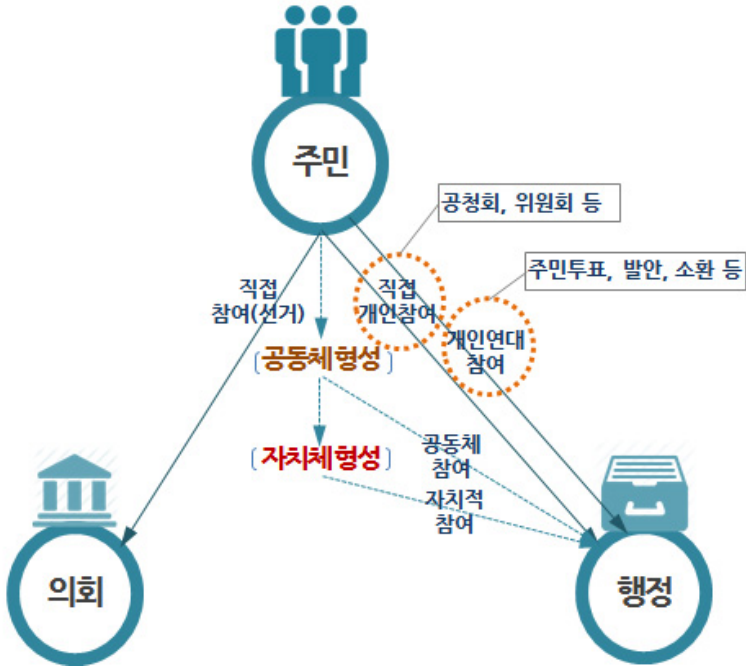 주민
공청회, 위원회 등
주민투표, 발안, 소환 등
직접
참여(선거)
직접
개인참여
개인연대
참여
[공동체 형성]
[자치체 형성]
공동체
참여
자치적
참여
의회
행정